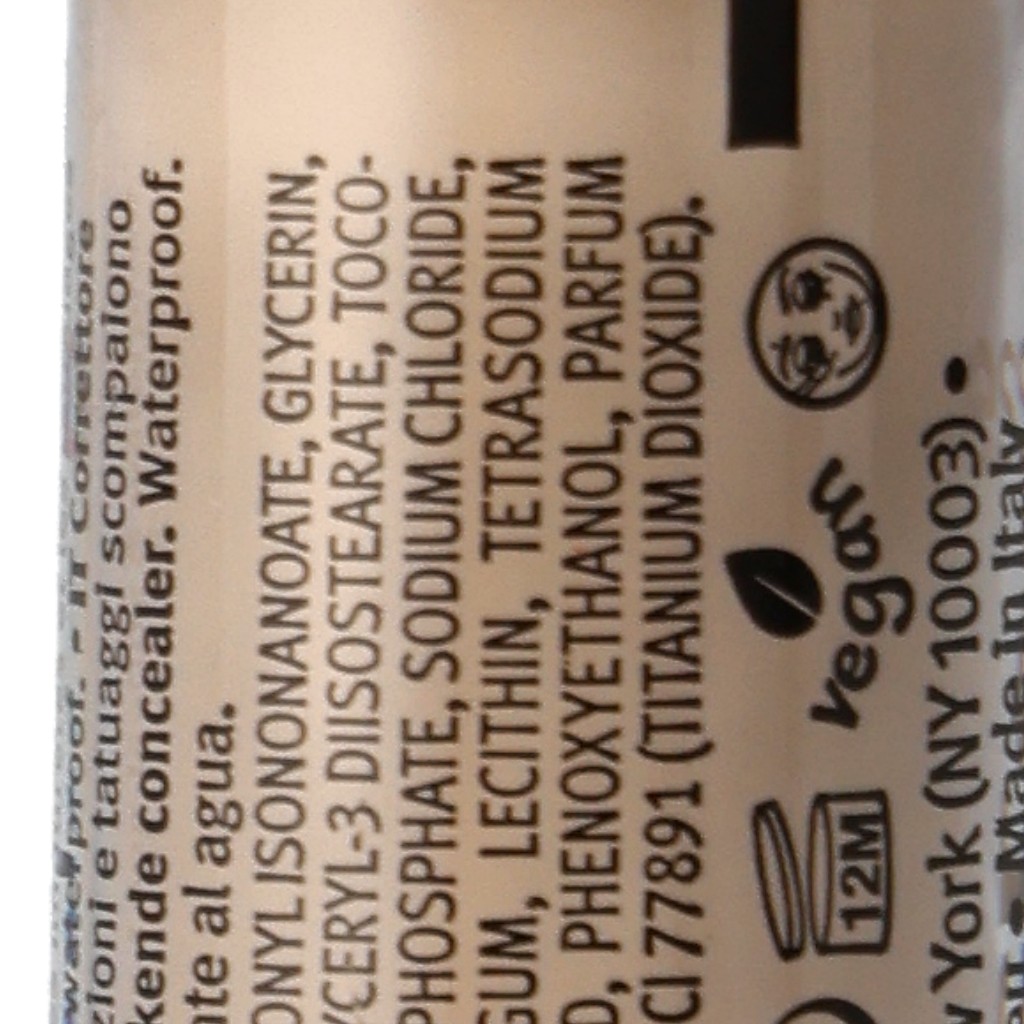 waterproof. - Il correttore
zioni e tatuaggi scompaiono
kende concealer. Waterproof.
nte al agua.
ONYL ISONONANOATE, GLYCERIN,
YCERYL-3 DIISOSTEARATE, TOCO-
PHOSPHATE, SODIUM CHLORIDE,
GUM, LECITHIN, TETRASODIUM
D, PHENOXYETHANOL, PARFUM
CI 77891 (TITANIUM DIOXIDE).
12M
vegan
w York (NY 10003) •
• Made in Italy